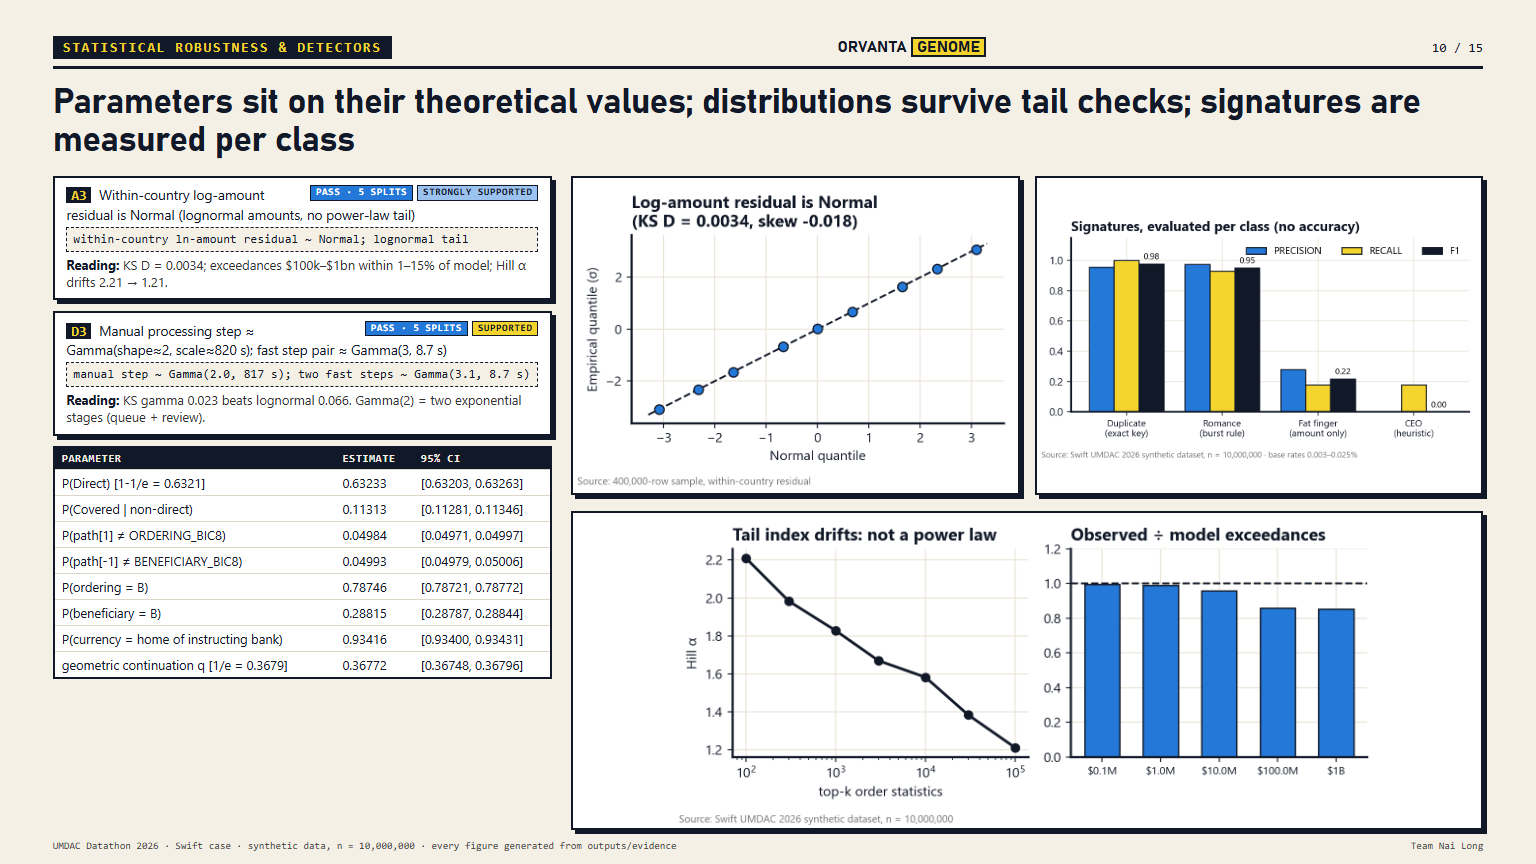 STATISTICAL ROBUSTNESS & DETECTORS
ORVANTA GENOME
10 / 15
Parameters sit on their theoretical values; distributions survive tail checks; signatures are
measured per class
A3 Within-country log-amount
PASS · 5 SPLITS
STRONGLY SUPPORTED
residual is Normal (lognormal amounts, no power-law tail)
within-country ln-amount residual ~ Normal; lognormal tail
Reading: KS D = 0.0034; exceedances $100k–$1bn within 1–15% of model; Hill α
drifts 2.21 → 1.21.
D3 Manual processing step ≈
PASS · 5 SPLITS
SUPPORTED
Gamma(shape≈2, scale≈820 s); fast step pair ≈ Gamma(3, 8.7 s)
manual step ~ Gamma(2.0, 817 s); two fast steps ~ Gamma(3.1, 8.7 s)
Reading: KS gamma 0.023 beats lognormal 0.066. Gamma(2) = two exponential
stages (queue + review).
PARAMETER ESTIMATE 95% CI
P(Direct) [1-1/e = 0.6321] 0.63233 [0.63203, 0.63263]
P(Covered | non-direct) 0.11313 [0.11281, 0.11346]
P(path[1] ≠ ORDERING_BIC8) 0.04984 [0.04971, 0.04997]
P(path[-1] ≠ BENEFICIARY_BIC8) 0.04993 [0.04979, 0.05006]
P(ordering = B) 0.78746 [0.78721, 0.78772]
P(beneficiary = B) 0.28815 [0.28787, 0.28844]
P(currency = home of instructing bank) 0.93416 [0.93400, 0.93431]
geometric continuation q [1/e = 0.3679] 0.36772 [0.36748, 0.36796]
Log-amount residual is Normal
(KS D = 0.0034, skew -0.018)
Empirical quantile (σ)
2
0
−2
−3 −2 −1 0 1 2 3
Normal quantile
Source: 400,000-row sample, within-country residual
Signatures, evaluated per class (no accuracy)
PRECISION RECALL F1
1.0
0.8
0.6
0.4
0.2
0.0
0.98
0.95
0.22
0.00
Duplicate
(exact key)
Romance
(burst rule)
Fat finger
(amount only)
CEO
(heuristic)
Source: Swift UMDAC 2026 synthetic dataset, n = 10,000,000 · base rates 0.003–0.025%
Tail index drifts: not a power law
Hill α
2.2
2.0
1.8
1.6
1.4
1.2
10² 10³ 10⁴ 10⁵
top-k order statistics
Source: Swift UMDAC 2026 synthetic dataset, n = 10,000,000
Observed ÷ model exceedances
1.2
1.0
0.8
0.6
0.4
0.2
0.0
$0.1M $1.0M $10.0M $100.0M $1B
UMDAC Datathon 2026 · Swift case · synthetic data, n = 10,000,000 · every figure generated from outputs/evidence
Team Nai Long